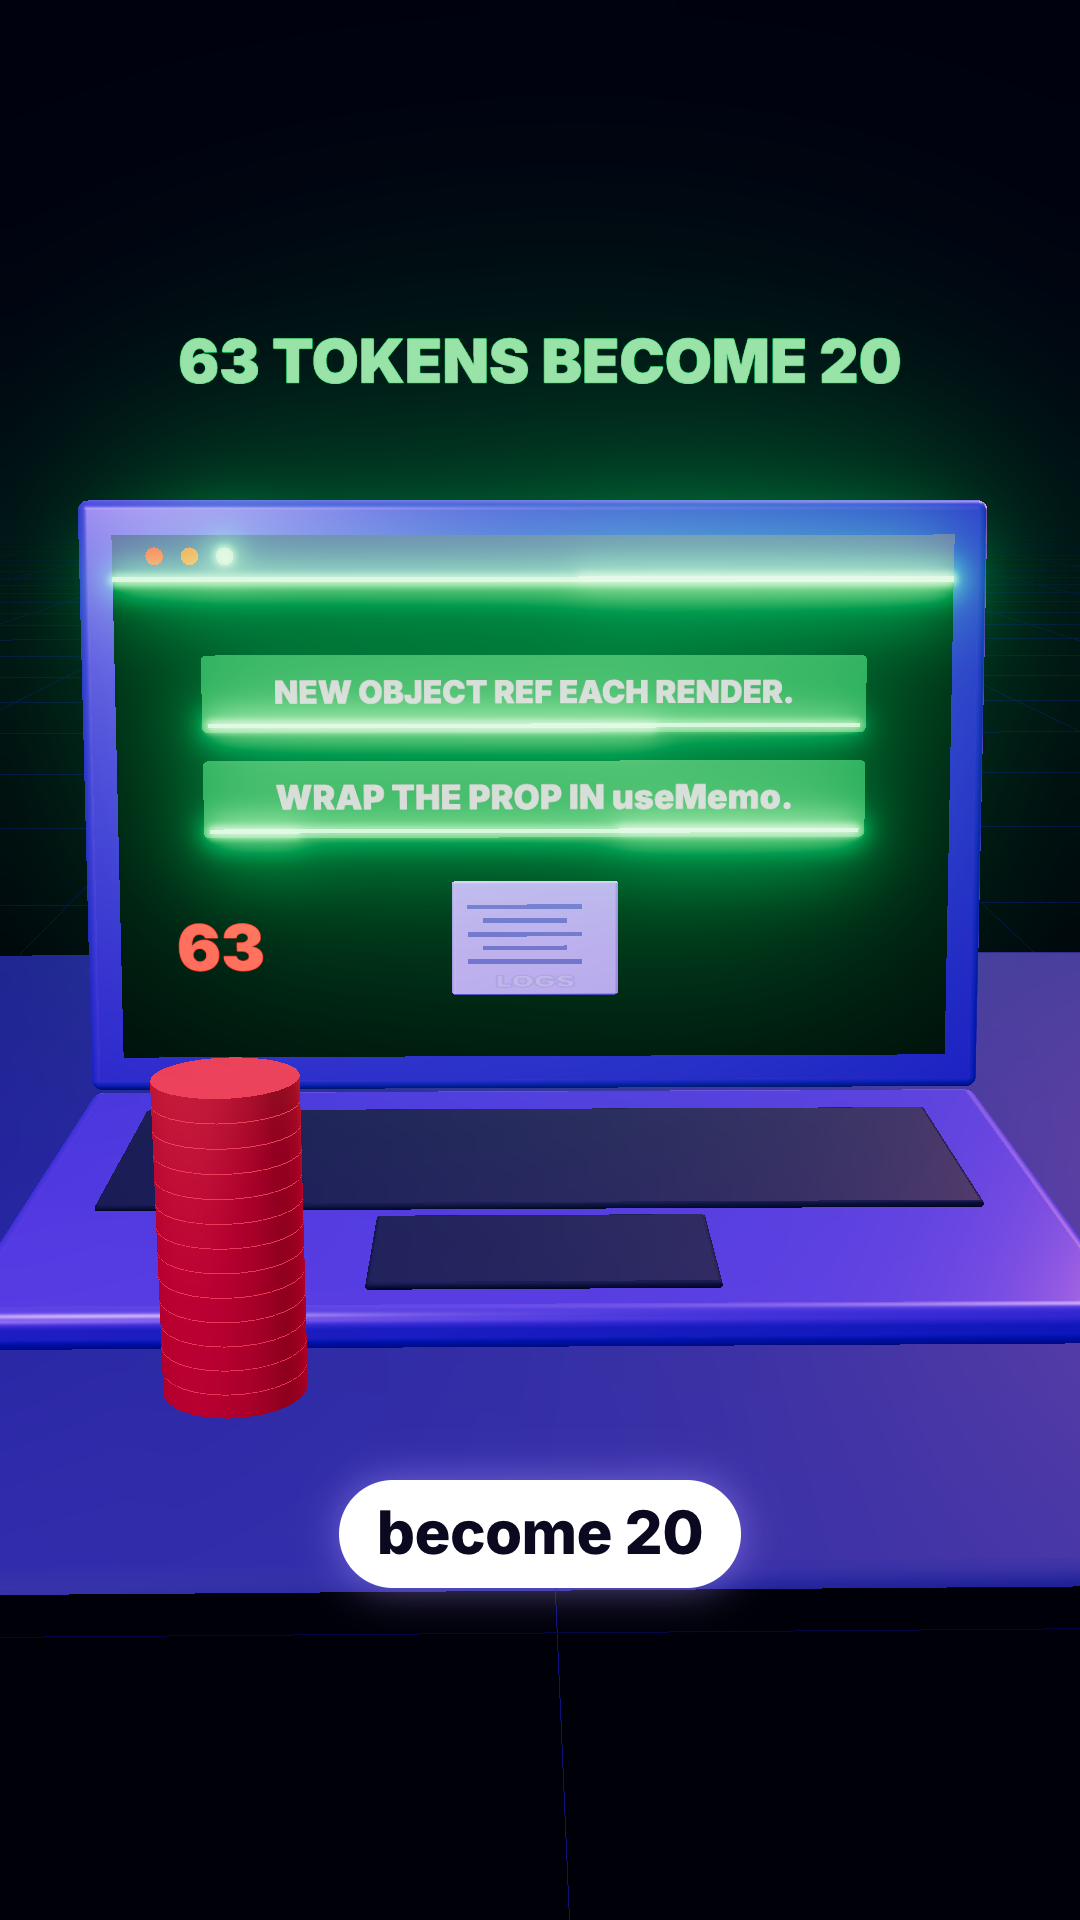 63 TOKENS BECOME 20
NEW OBJECT REF EACH RENDER.
WRAP THE PROP IN useMemo.
63
LOGS
become 20